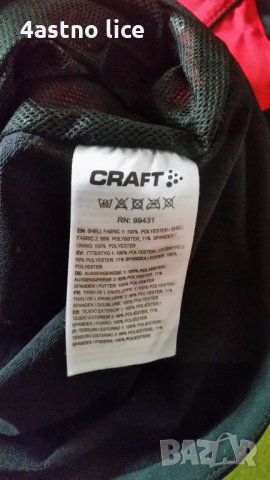 4astno lice
CRAFT
RN: 99431
EN: SHELL FABRIC 1: 100% POLYESTER / SHELL
FABRIC 2: 89% POLYESTER, 11% SPANDEX /
LINING: 100% POLYESTER
SV: YTTERTYG 1: 100% POLYESTER / YTTERTYG 2:
89% POLYESTER, 11% SPANDEX / FODER: 100%
POLYESTER
DE: AUSSENGEWEBE 1: 100% POLYESTER /
AUSSENGEWEBE 2: 89% POLYESTER, 11%
SPANDEX / FUTTER: 100% POLYESTER
FR: TISSU DE L'ENVELOPPE 1: 100% POLYESTER /
TISSU DE L'ENVELOPPE 2: 89% POLYESTER, 11%
SPANDEX / DOUBLURE: 100% POLYESTER
ES: TEJIDO EXTERIOR 1: 100% POLIÉSTER /
TEJIDO EXTERIOR 2: 89% POLIÉSTER, 11%
SPANDEX / FORRO: 100% POLIÉSTER
IT: TESSUTO ESTERNO 1: 100% POLIESTERE /
TESSUTO ESTERNO 2: 89% POLIESTERE, 11%
SPANDEX / FODERA: 100% POLIESTERE
BAZAR
bg